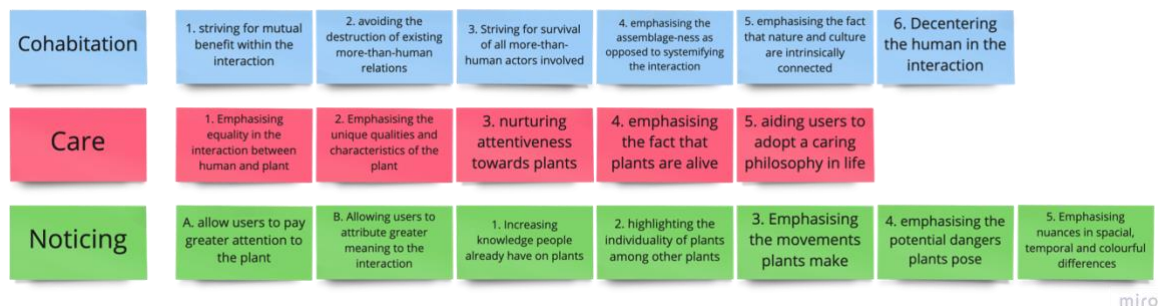 Cohabitation
1. striving for mutual
benefit within the
interaction
2. avoiding the
destruction of existing
more-than-human
relations
3. Striving for survival
of all more-than-
human actors involved
4. emphasising the
assemblage-ness as
opposed to systemifying
the interaction
5. emphasising the fact
that nature and culture
are intrinsically
connected
6. Decentering
the human in the
interaction
Care
1. Emphasising
equality in the
interaction between
human and plant
2. Emphasising the
unique qualities and
characteristics of the
plant
3. nurturing
attentiveness
towards plants
4. emphasising
the fact that
plants are alive
5. aiding users to
adopt a caring
philosophy in life
Noticing
A. allow users to pay
greater attention to
the plant
B. Allowing users to
attribute greater
meaning to the
interaction
1. Increasing
knowledge people
already have on plants
2. highlighting the
individuality of plants
among other plants
3. Emphasising
the movements
plants make
4. emphasising the
potential dangers
plants pose
5. Emphasising
nuances in spacial,
temporal and colourful
differences
miro